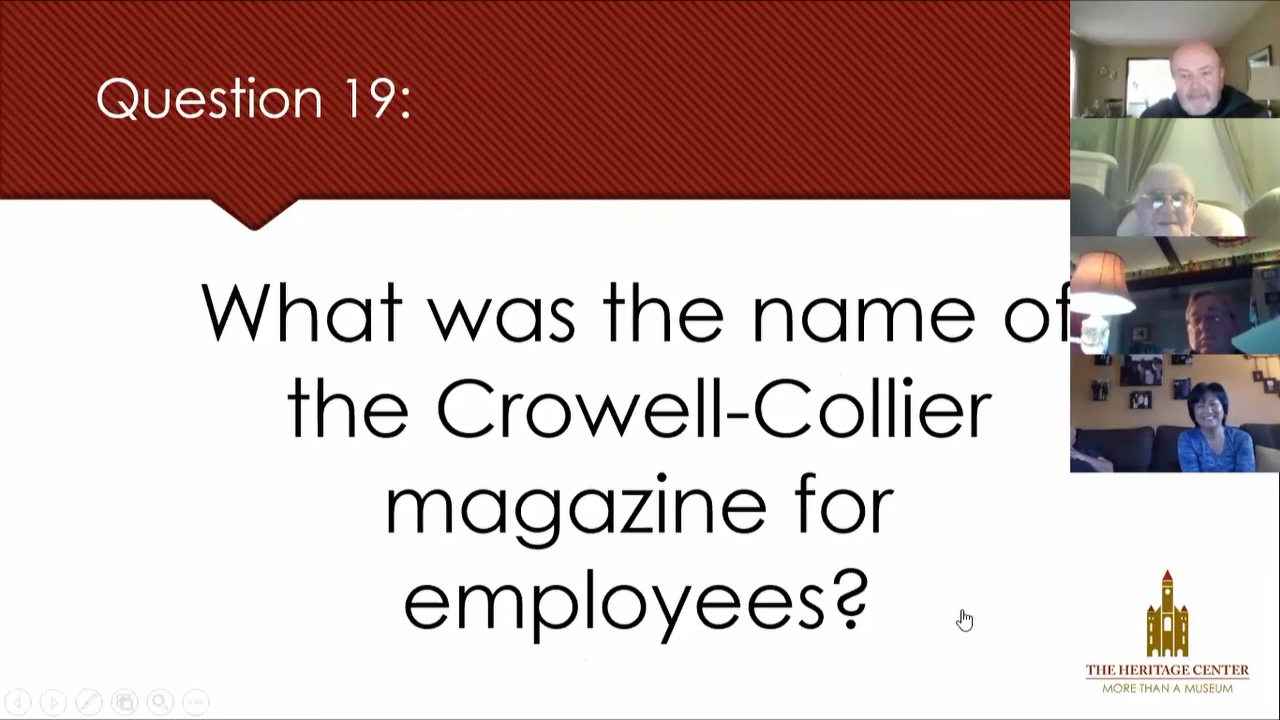 Question 19:
What was the name of
the Crowell-Collier
magazine for
employees?
THE HERITAGE CENTER
MORE THAN A MUSEUM